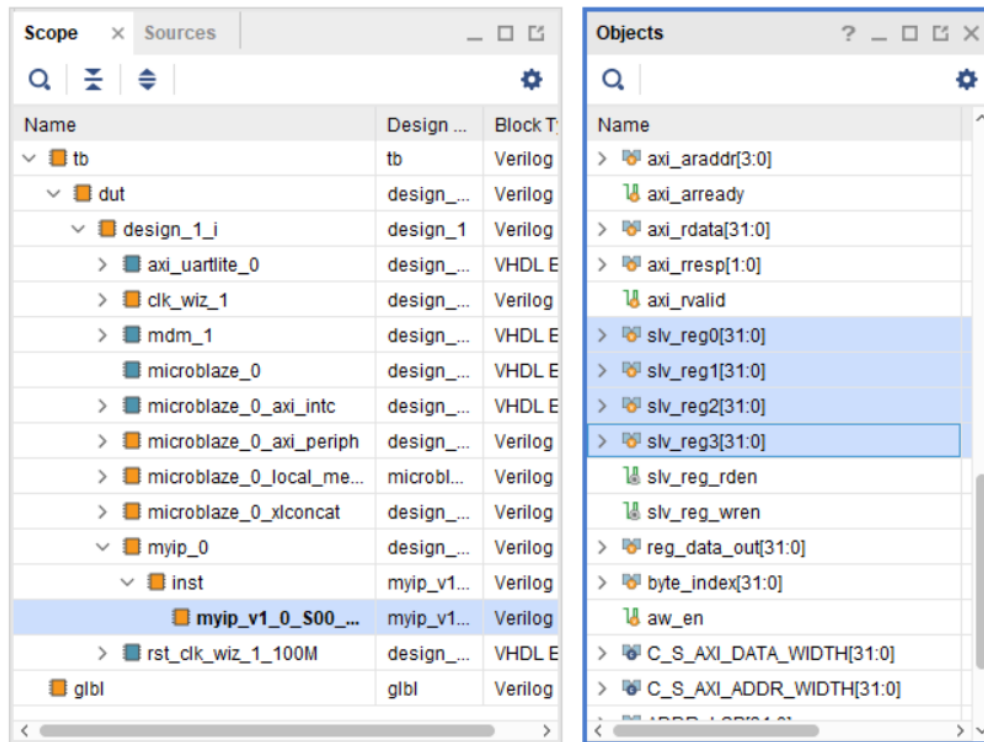 Scope × Sources
Name Design ... Block T
tb tb Verilog
dut design_... Verilog
design_1_i design_1 Verilog
axi_uartlite_0 design_... VHDL E
clk_wiz_1 design_... Verilog
mdm_1 design_... VHDL E
microblaze_0 design_... VHDL E
microblaze_0_axi_intc design_... VHDL E
microblaze_0_axi_periph design_... Verilog
microblaze_0_local_me... microbl... Verilog
microblaze_0_xlconcat design_... Verilog
myip_0 design_... Verilog
inst myip_v1... Verilog
myip_v1_0_S00_... myip_v1... Verilog
rst_clk_wiz_1_100M design_... VHDL E
glbl glbl Verilog
Objects ?
Name
axi_araddr[3:0]
axi_arready
axi_rdata[31:0]
axi_rresp[1:0]
axi_rvalid
slv_reg0[31:0]
slv_reg1[31:0]
slv_reg2[31:0]
slv_reg3[31:0]
slv_reg_rden
slv_reg_wren
reg_data_out[31:0]
byte_index[31:0]
aw_en
C_S_AXI_DATA_WIDTH[31:0]
C_S_AXI_ADDR_WIDTH[31:0]